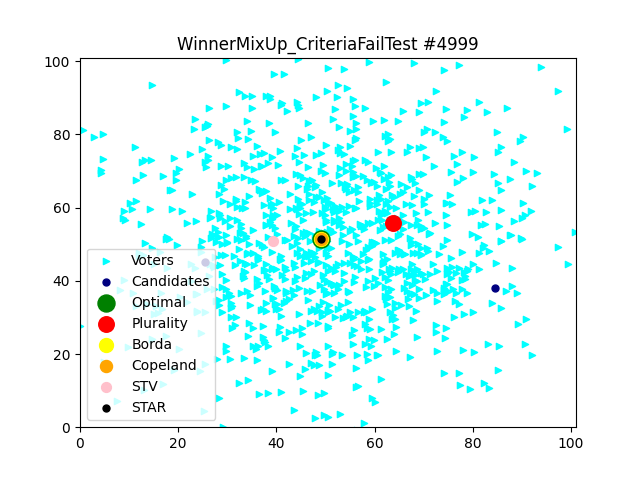 WinnerMixUp_CriteriaFailTest #4999
100
80
60
40
20
0
Voters
Candidates
Optimal
Plurality
Borda
Copeland
STV
STAR
0 20 40 60 80 100